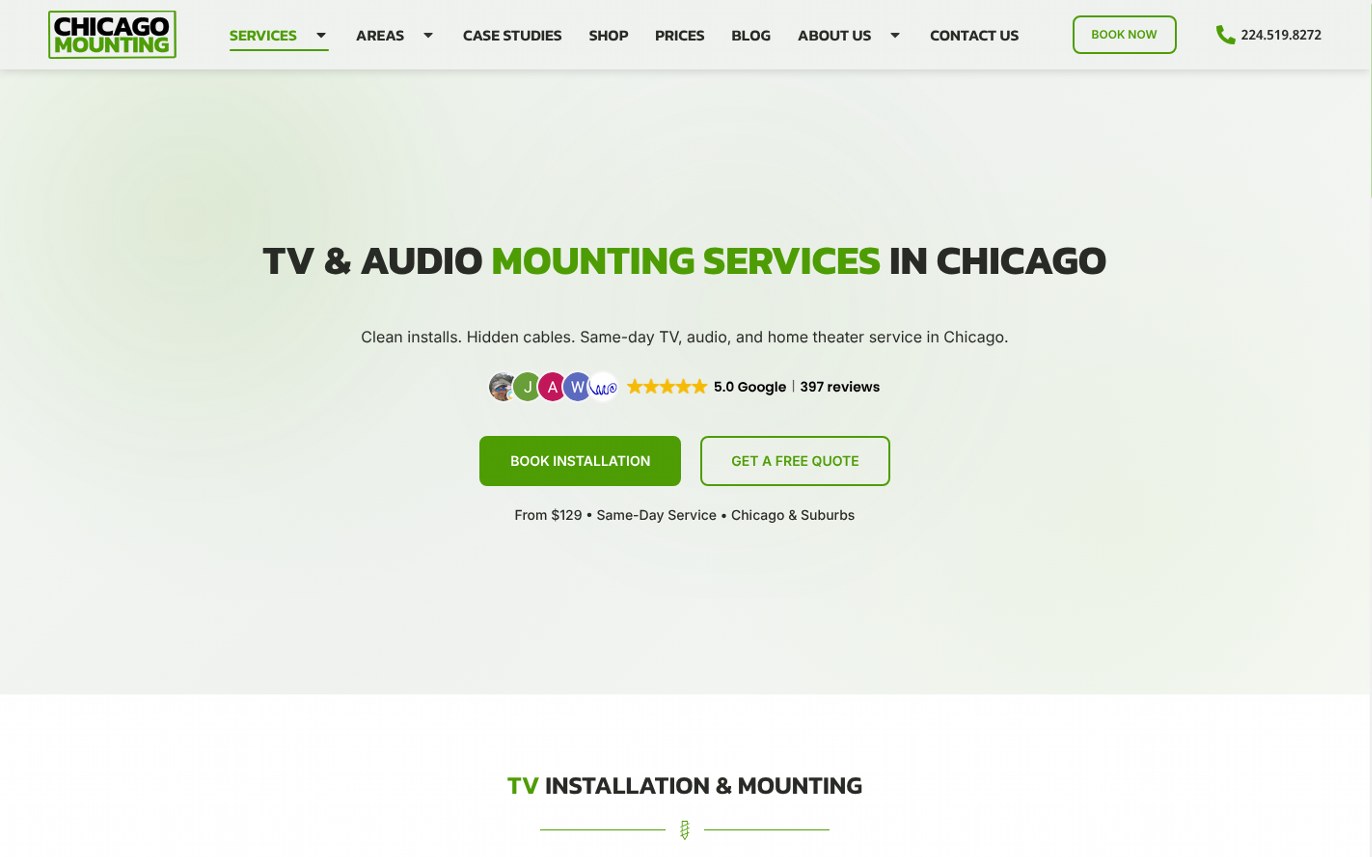 CHICAGO
MOUNTING
SERVICES AREAS CASE STUDIES SHOP PRICES BLOG ABOUT US CONTACT US BOOK NOW 224.519.8272
TV & AUDIO MOUNTING SERVICES IN CHICAGO
Clean installs. Hidden cables. Same-day TV, audio, and home theater service in Chicago.
J A W 5.0 Google | 397 reviews
BOOK INSTALLATION GET A FREE QUOTE
From $129 • Same-Day Service • Chicago & Suburbs
TV INSTALLATION & MOUNTING